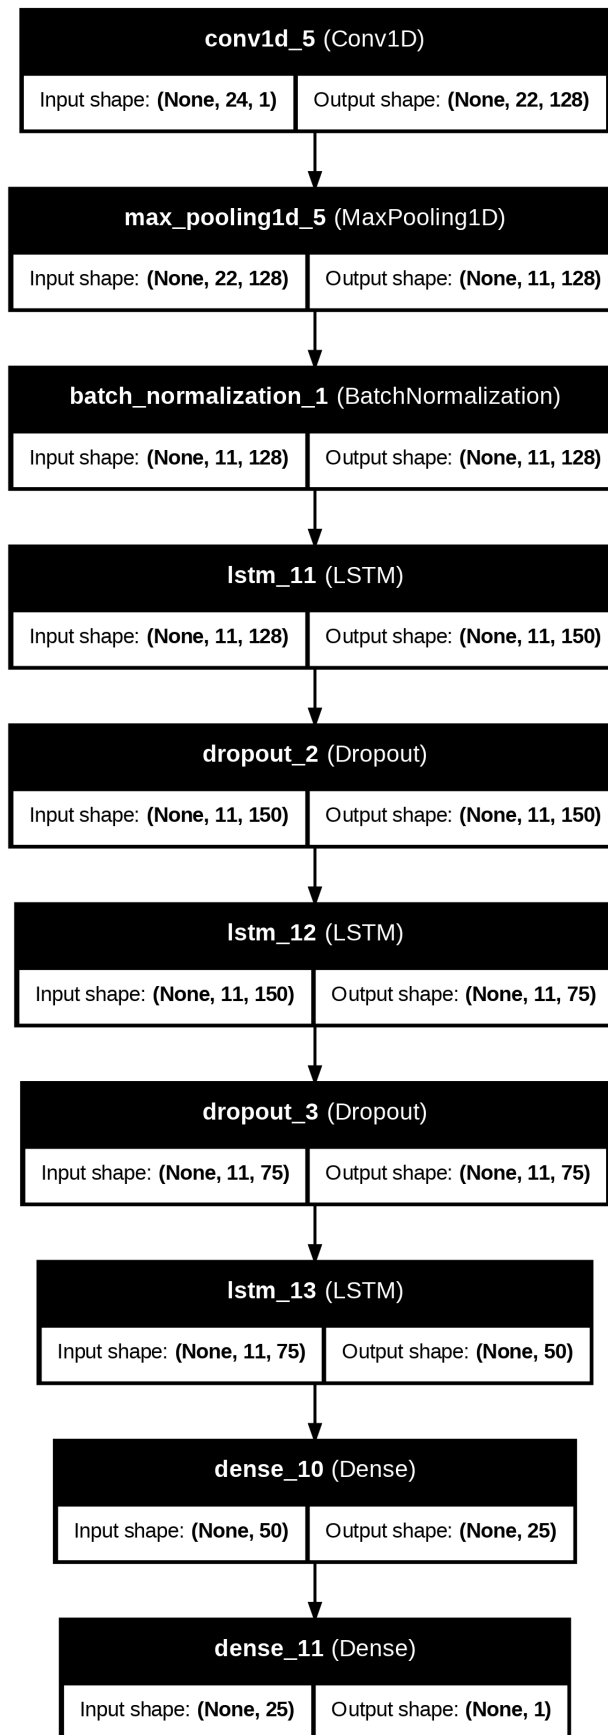 conv1d_5 (Conv1D)
Input shape: (None, 24, 1) Output shape: (None, 22, 128)
max_pooling1d_5 (MaxPooling1D)
Input shape: (None, 22, 128) Output shape: (None, 11, 128)
batch_normalization_1 (BatchNormalization)
Input shape: (None, 11, 128) Output shape: (None, 11, 128)
lstm_11 (LSTM)
Input shape: (None, 11, 128) Output shape: (None, 11, 150)
dropout_2 (Dropout)
Input shape: (None, 11, 150) Output shape: (None, 11, 150)
lstm_12 (LSTM)
Input shape: (None, 11, 150) Output shape: (None, 11, 75)
dropout_3 (Dropout)
Input shape: (None, 11, 75) Output shape: (None, 11, 75)
lstm_13 (LSTM)
Input shape: (None, 11, 75) Output shape: (None, 50)
dense_10 (Dense)
Input shape: (None, 50) Output shape: (None, 25)
dense_11 (Dense)
Input shape: (None, 25) Output shape: (None, 1)